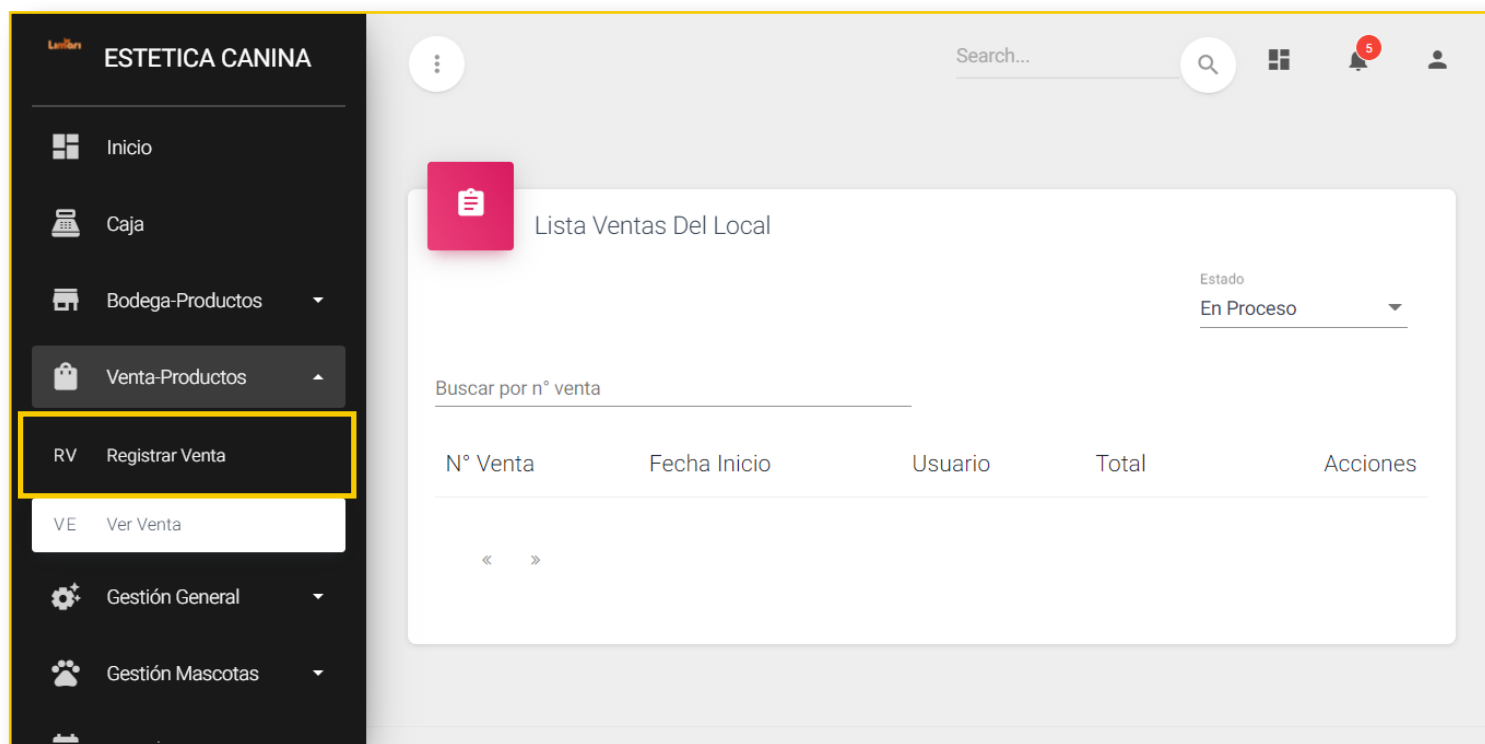 Limbri
ESTETICA CANINA
Search...
5
Inicio
Caja
Bodega-Productos
Venta-Productos
RV Registrar Venta
VE Ver Venta
Gestión General
Gestión Mascotas
Lista Ventas Del Local
Estado
En Proceso
Buscar por n° venta
N° Venta Fecha Inicio Usuario Total Acciones
« »